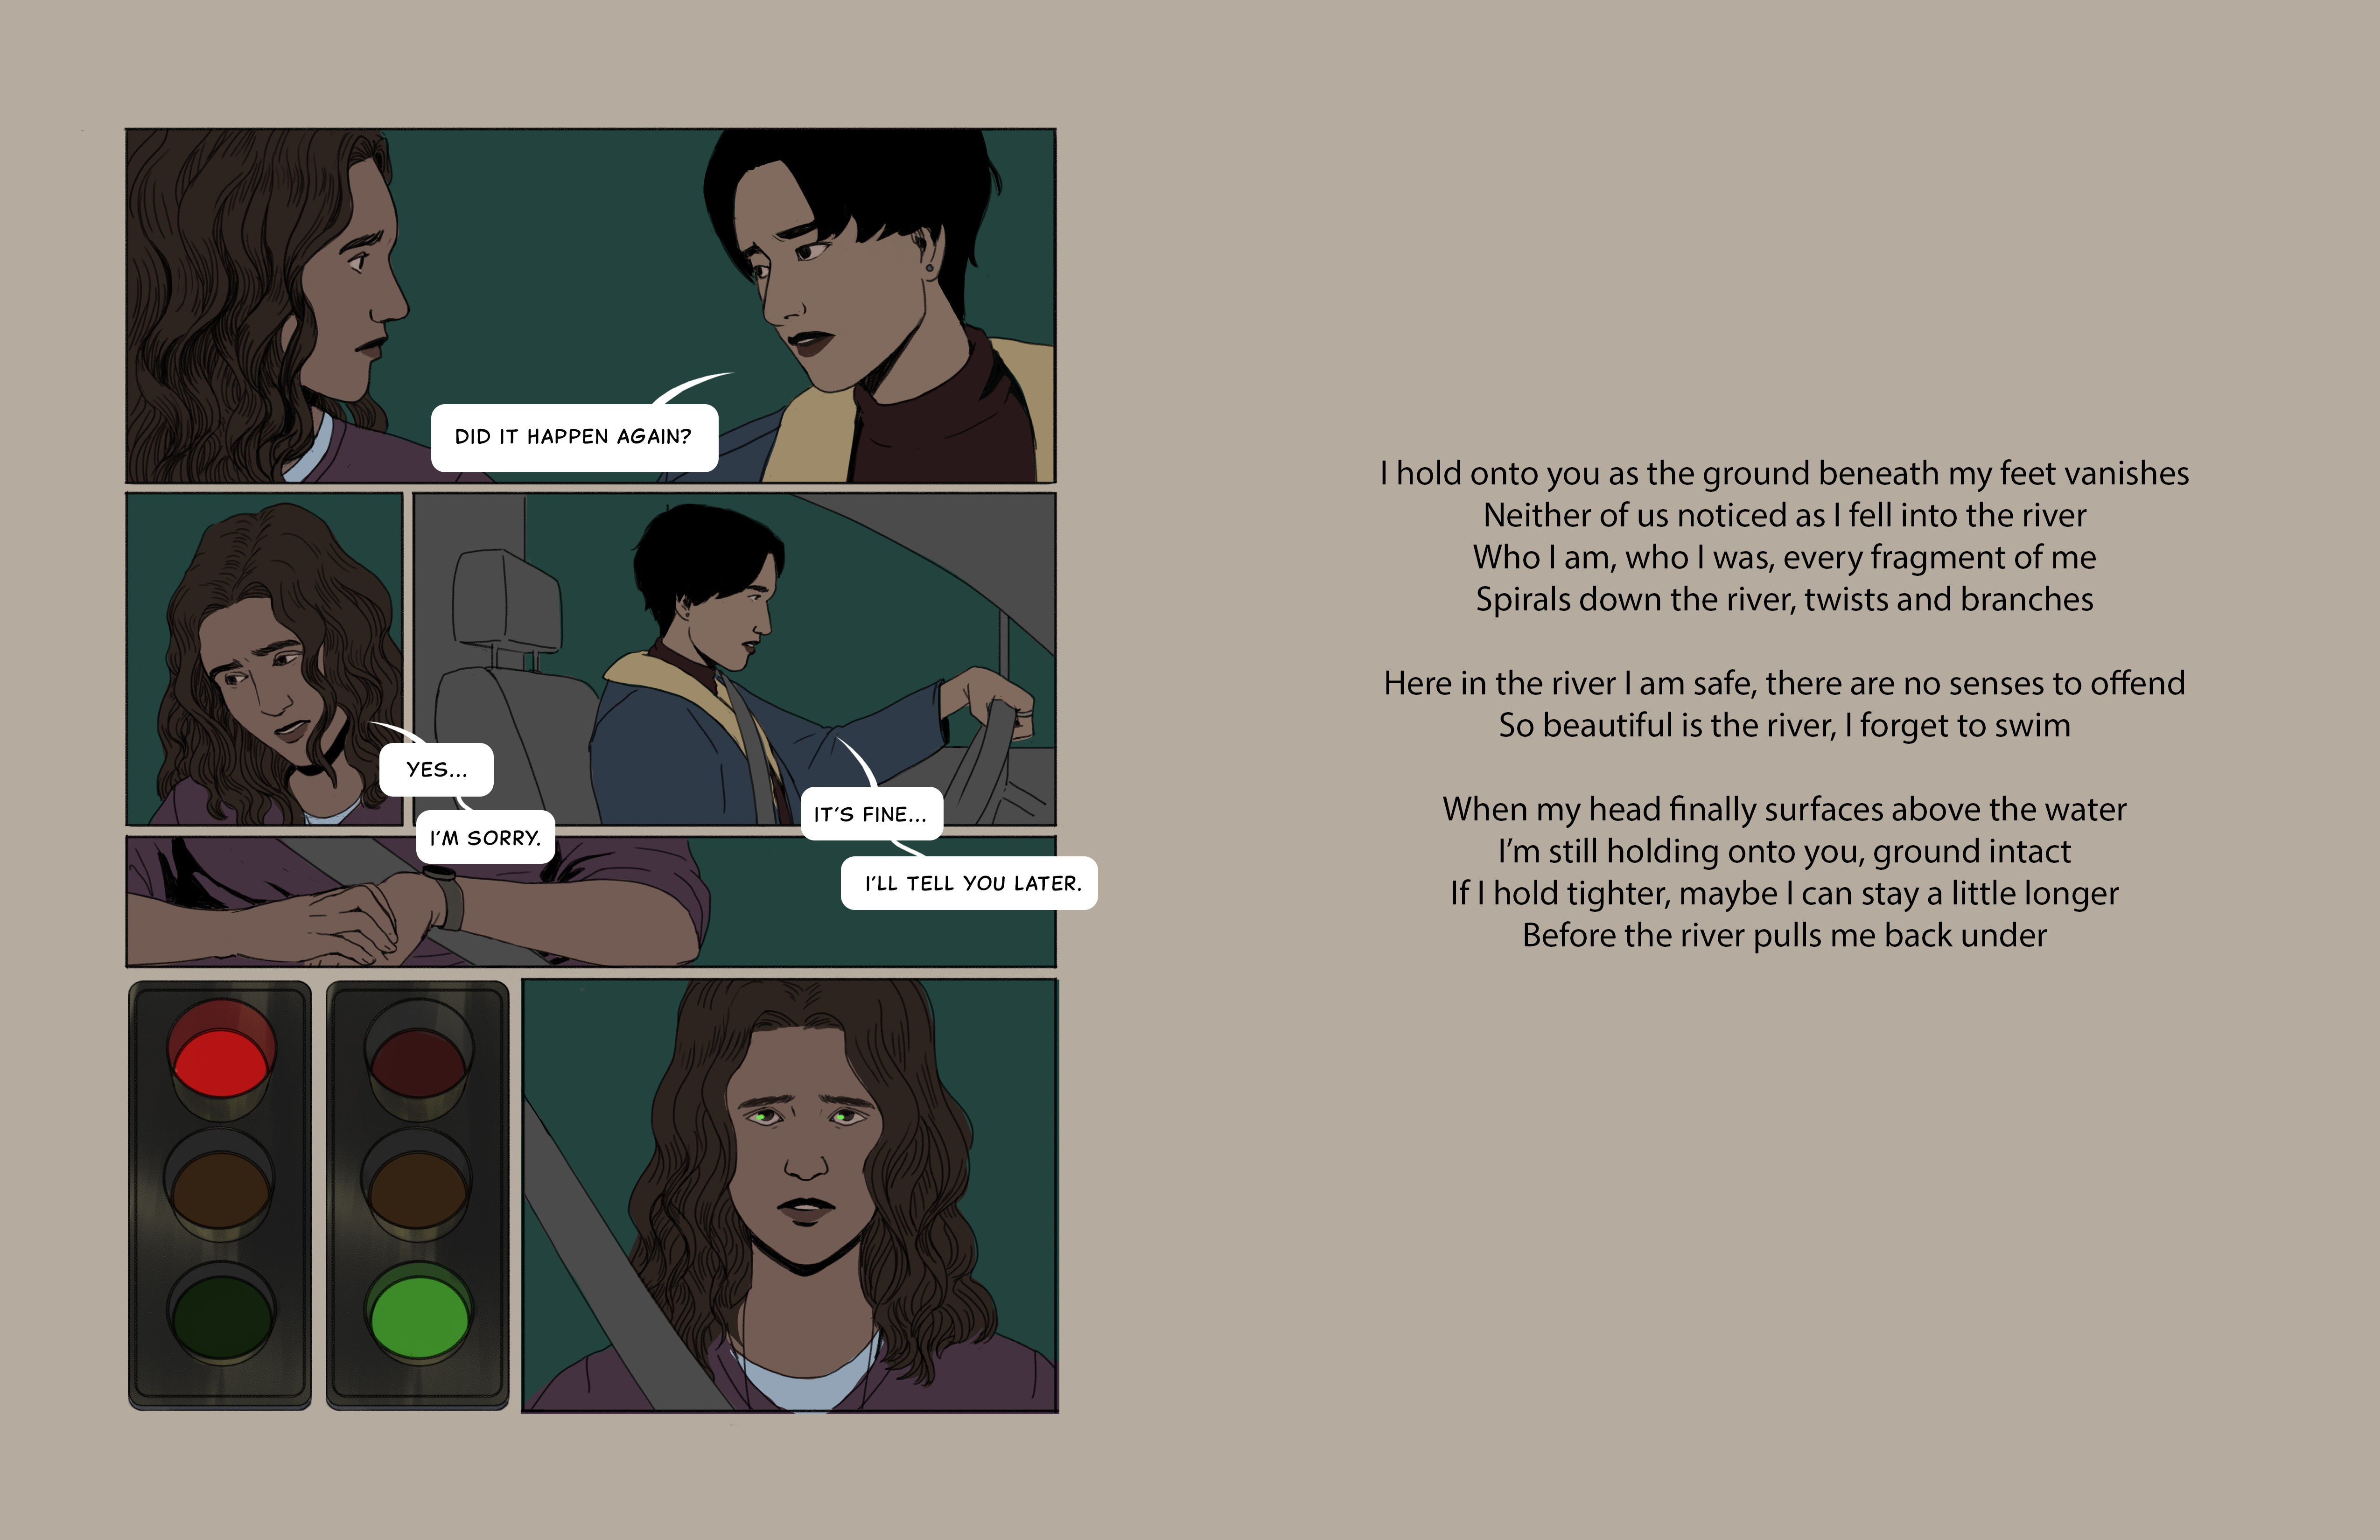 DID IT HAPPEN AGAIN?
YES...
I'M SORRY.
IT'S FINE...
I'LL TELL YOU LATER.
I hold onto you as the ground beneath my feet vanishes
Neither of us noticed as I fell into the river
Who I am, who I was, every fragment of me
Spirals down the river, twists and branches
Here in the river I am safe, there are no senses to offend
So beautiful is the river, I forget to swim
When my head finally surfaces above the water
I’m still holding onto you, ground intact
If I hold tighter, maybe I can stay a little longer
Before the river pulls me back under